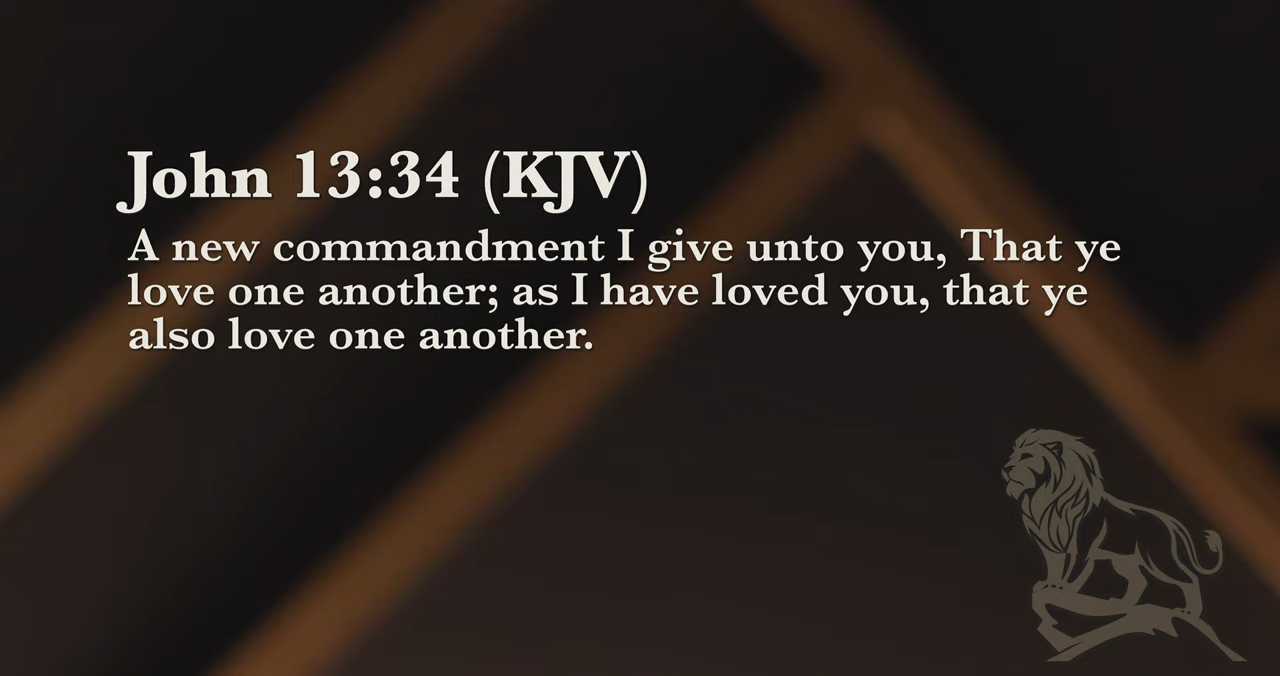 John 13:34 (KJV)
A new commandment I give unto you, That ye
love one another; as I have loved you, that ye
also love one another.